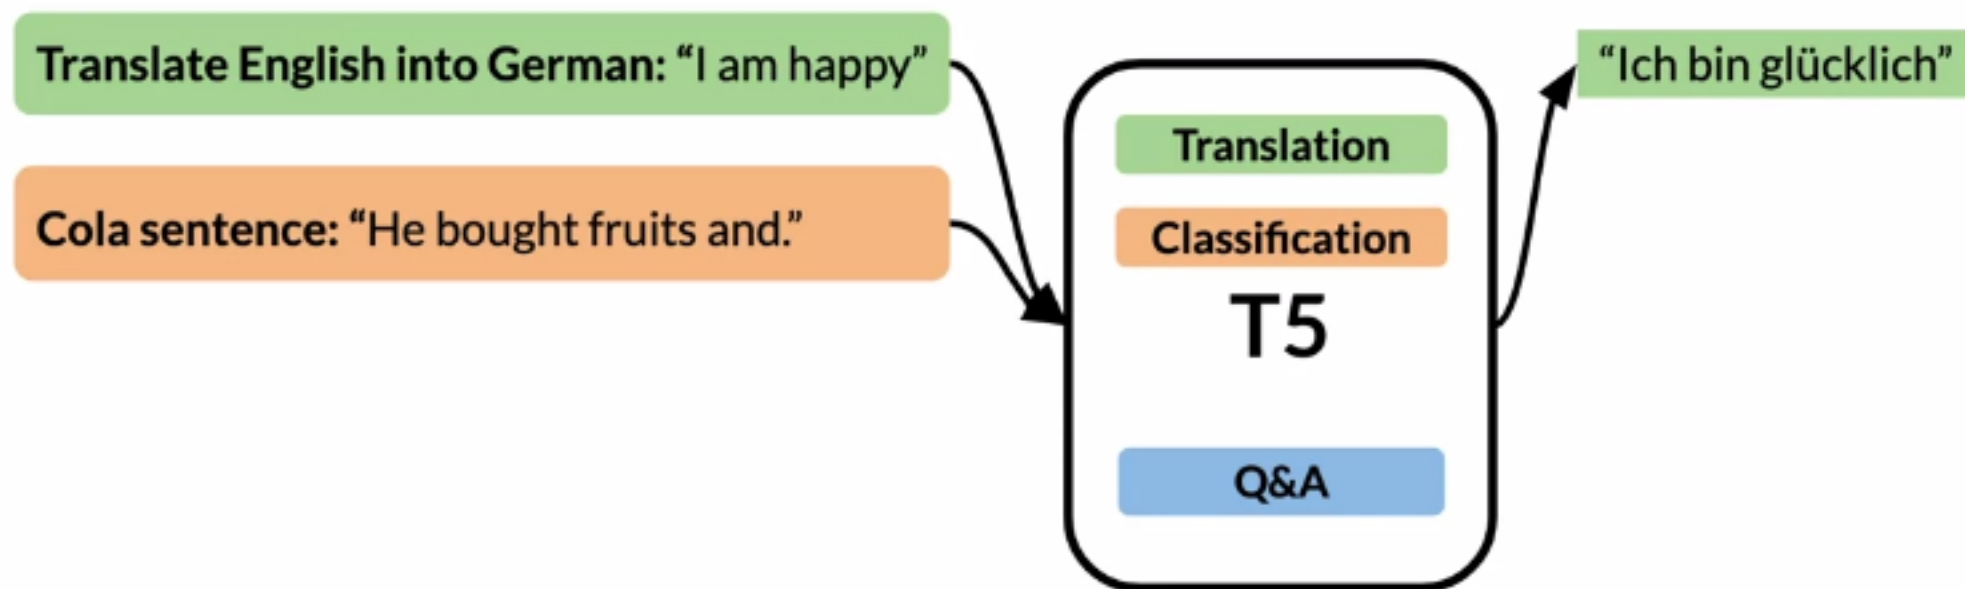 Translate English into German: “I am happy”
Cola sentence: “He bought fruits and.”
Translation
Classification
T5
Q&A
“Ich bin glücklich”